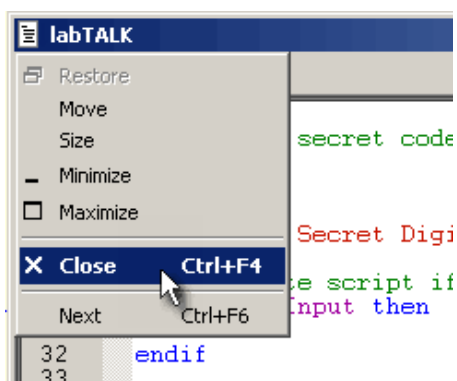 labTALK
Restore
Move
Size secret code
Minimize
Maximize
Secret Digi
Close Ctrl+F4
te script if
Next Ctrl+F6 Input then
32 endif
33